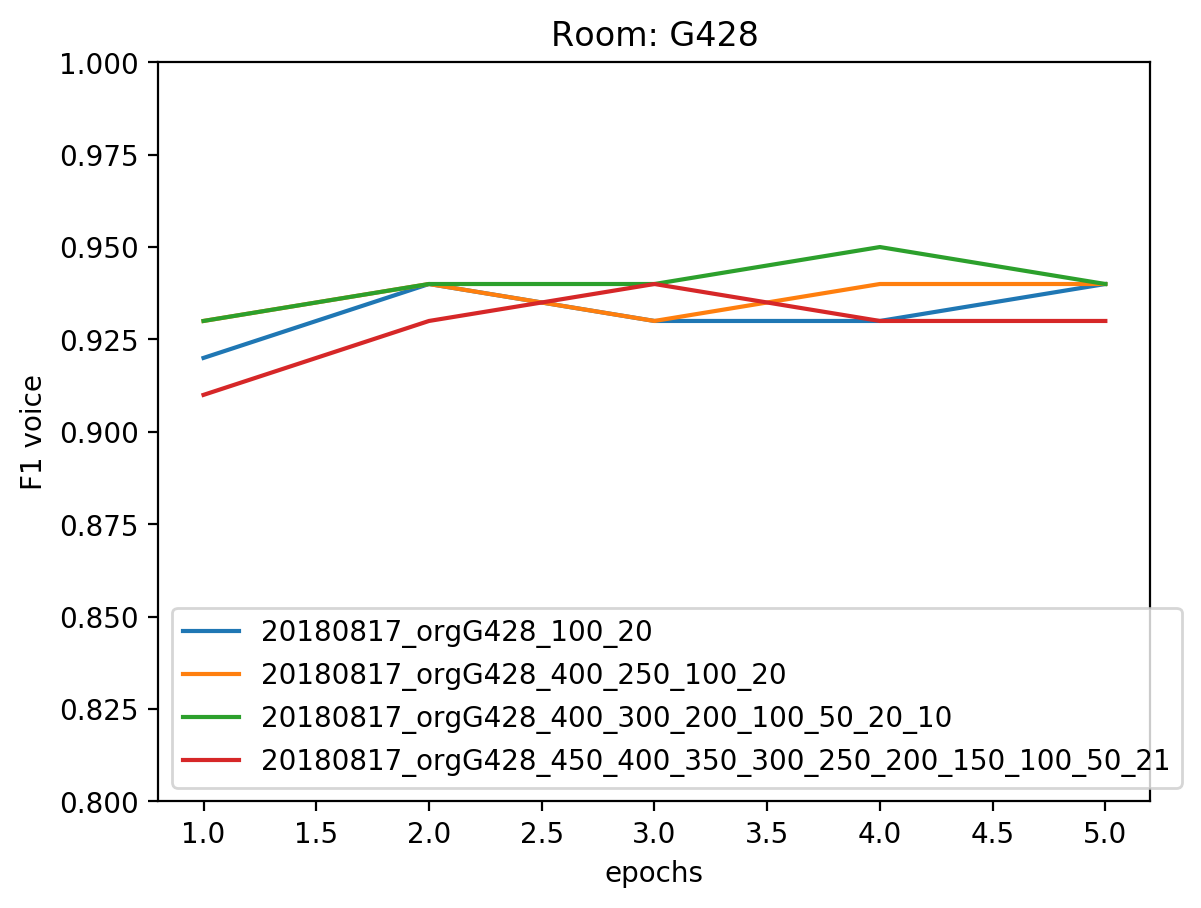 Room: G428
1.000
0.975
0.950
0.925
0.900
0.875
0.850
0.825
0.800
F1 voice
20180817_orgG428_100_20
20180817_orgG428_400_250_100_20
20180817_orgG428_400_300_200_100_50_20_10
20180817_orgG428_450_400_350_300_250_200_150_100_50_21
1.0 1.5 2.0 2.5 3.0 3.5 4.0 4.5 5.0
epochs